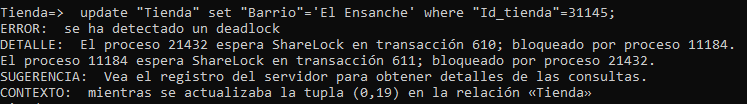 Tienda=>  update "Tienda" set "Barrio"='El Ensanche' where "Id_tienda"=31145;
ERROR:  se ha detectado un deadlock
DETALLE:  El proceso 21432 espera ShareLock en transacción 610; bloqueado por proceso 11184.
El proceso 11184 espera ShareLock en transacción 611; bloqueado por proceso 21432.
SUGERENCIA:  Vea el registro del servidor para obtener detalles de las consultas.
CONTEXTO:  mientras se actualizaba la tupla (0,19) en la relación «Tienda»